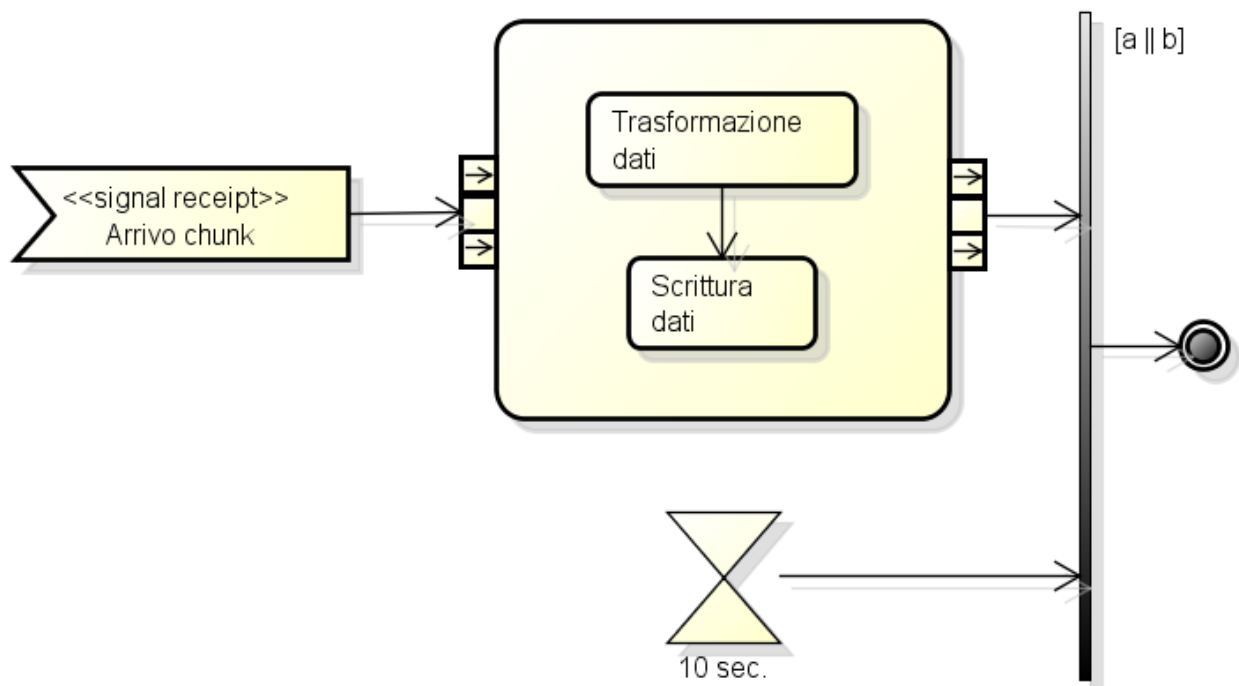 <<signal receipt>>
Arrivo chunk
Trasformazione
dati
Scrittura
dati
[a || b]
10 sec.